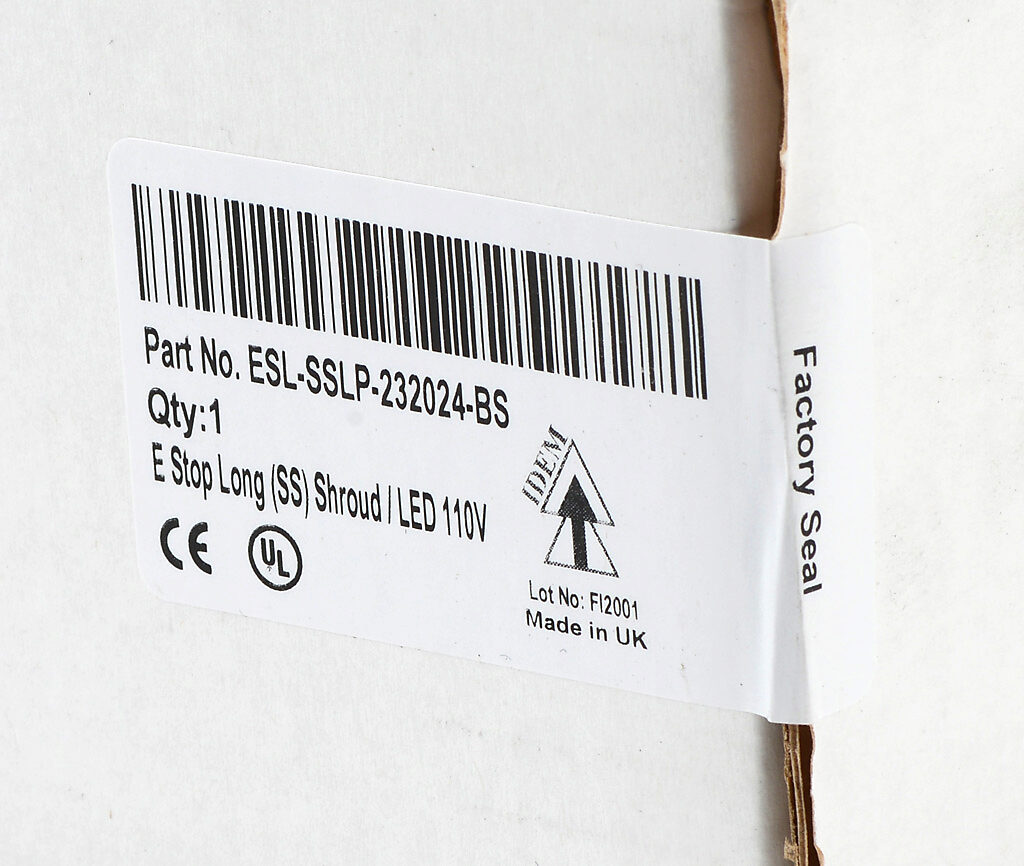 Part No. ESL-SSLP-232024-BS
Qty:1
E Stop Long (SS) Shroud / LED 110V
CE
UL
IDEM
Lot No: FI2001
Made in UK
Factory Seal